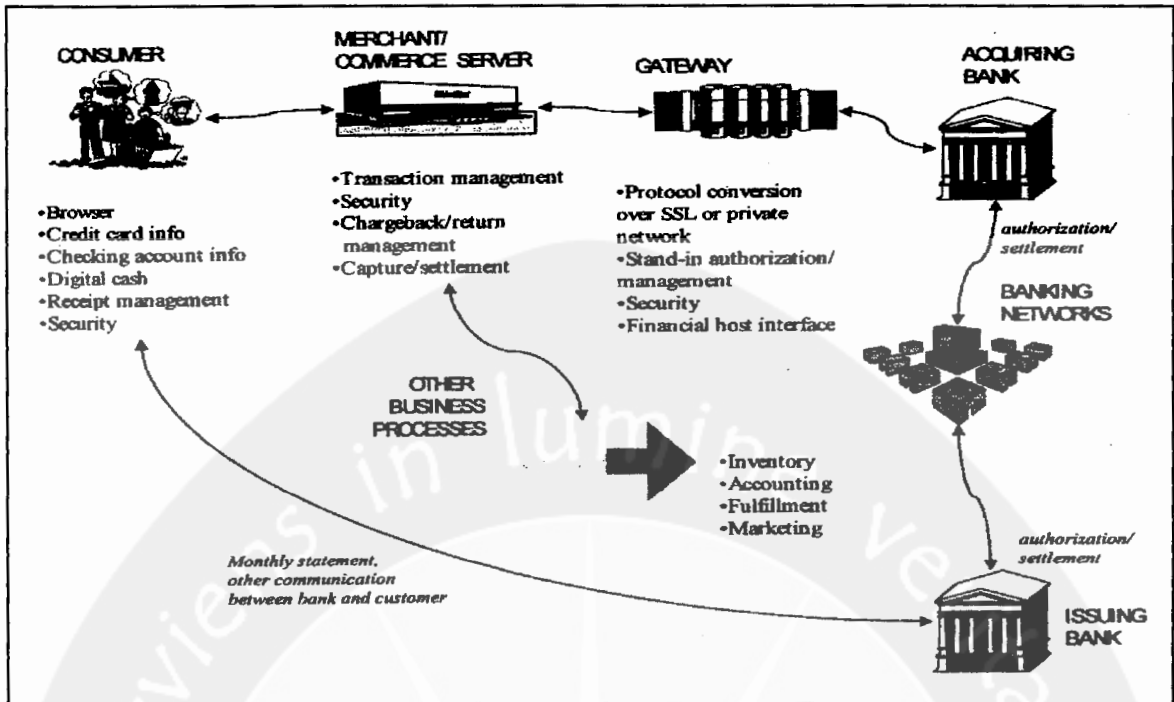 CONSUMER
MERCHANT/
COMMERCE SERVER
GATEWAY
ACQUIRING
BANK
•Browser
•Credit card info
•Checking account info
•Digital cash
•Receipt management
•Security
•Transaction management
•Security
•Chargeback/return
management
•Capture/settlement
•Protocol conversion
over SSL or private
network
•Stand-in authorization/
management
•Security
•Financial host interface
authorization/
settlement
BANKING
NETWORKS
OTHER
BUSINESS
PROCESSES
•Inventory
•Accounting
•Fulfillment
•Marketing
Monthly statement,
other communication
between bank and customer
authorization/
settlement
ISSUING
BANK
in lumine